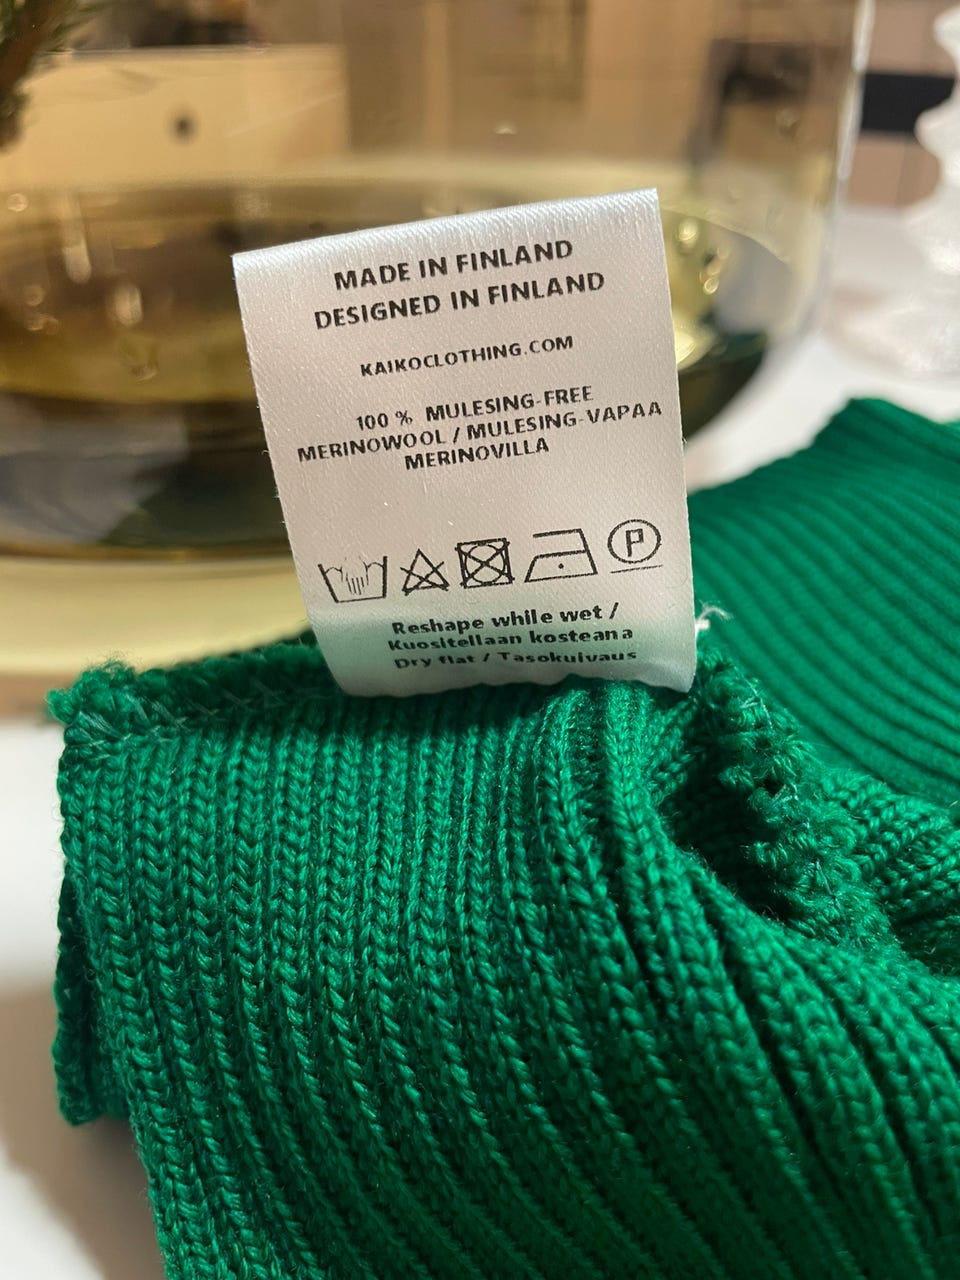 MADE IN FINLAND
DESIGNED IN FINLAND
KAIKOCLOTHING.COM
100 % MULESING-FREE
MERINOWOOL / MULESING-VAPAA
MERINOVILLA
P
Reshape while wet /
Kuositellaan kosteana
Dry flat / Tasokuivaus